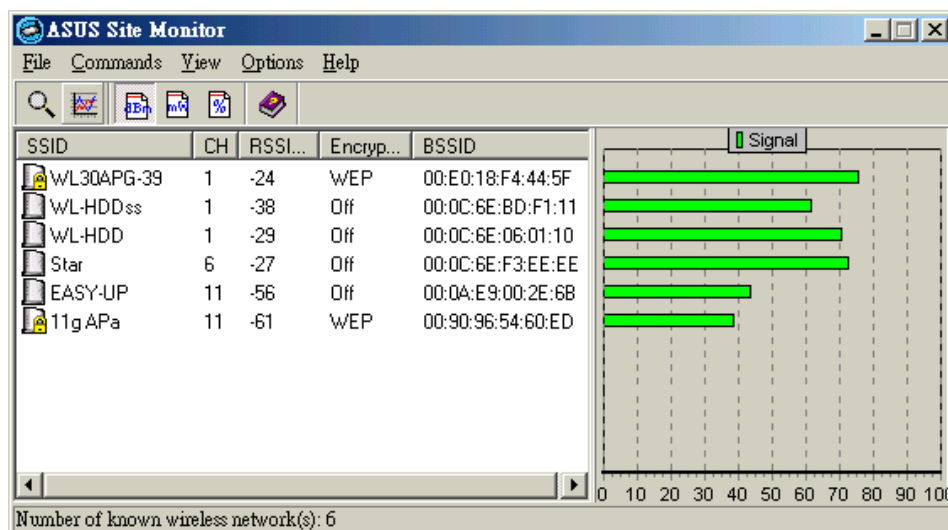 ASUS Site Monitor
File Commands View Options Help
dBm mW %
SSID CH RSSI... Encryp... BSSID
WL30APG-39 1 -24 WEP 00:E0:18:F4:44:5F
WL-HDDss 1 -38 Off 00:0C:6E:BD:F1:11
WL-HDD 1 -29 Off 00:0C:6E:06:01:10
Star 6 -27 Off 00:0C:6E:F3:EE:EE
EASY-UP 11 -56 Off 00:0A:E9:00:2E:6B
11g APa 11 -61 WEP 00:90:96:54:60:ED
Signal
0 10 20 30 40 50 60 70 80 90 100
Number of known wireless network(s): 6